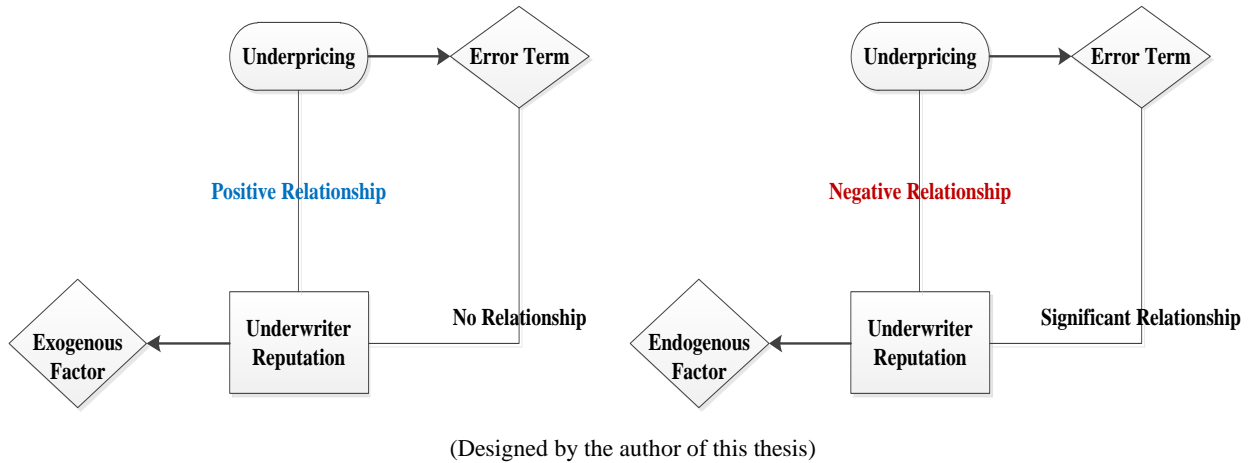 Underpricing
Error Term
Positive Relationship
No Relationship
Underwriter
Reputation
Exogenous
Factor
Underpricing
Error Term
Negative Relationship
Significant Relationship
Underwriter
Reputation
Endogenous
Factor
(Designed by the author of this thesis)